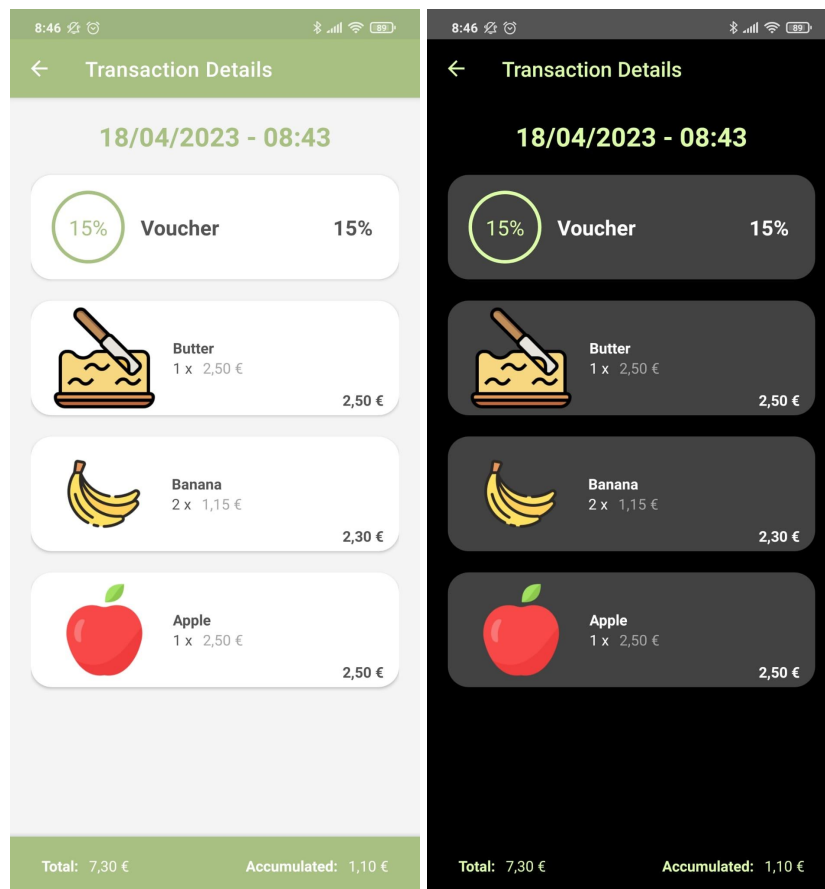 8:46 89
Transaction Details
18/04/2023 - 08:43
15% Voucher 15%
Butter
1 x 2,50 €
2,50 €
Banana
2 x 1,15 €
2,30 €
Apple
1 x 2,50 €
2,50 €
Total: 7,30 € Accumulated: 1,10 €
8:46 89
Transaction Details
18/04/2023 - 08:43
15% Voucher 15%
Butter
1 x 2,50 €
2,50 €
Banana
2 x 1,15 €
2,30 €
Apple
1 x 2,50 €
2,50 €
Total: 7,30 € Accumulated: 1,10 €